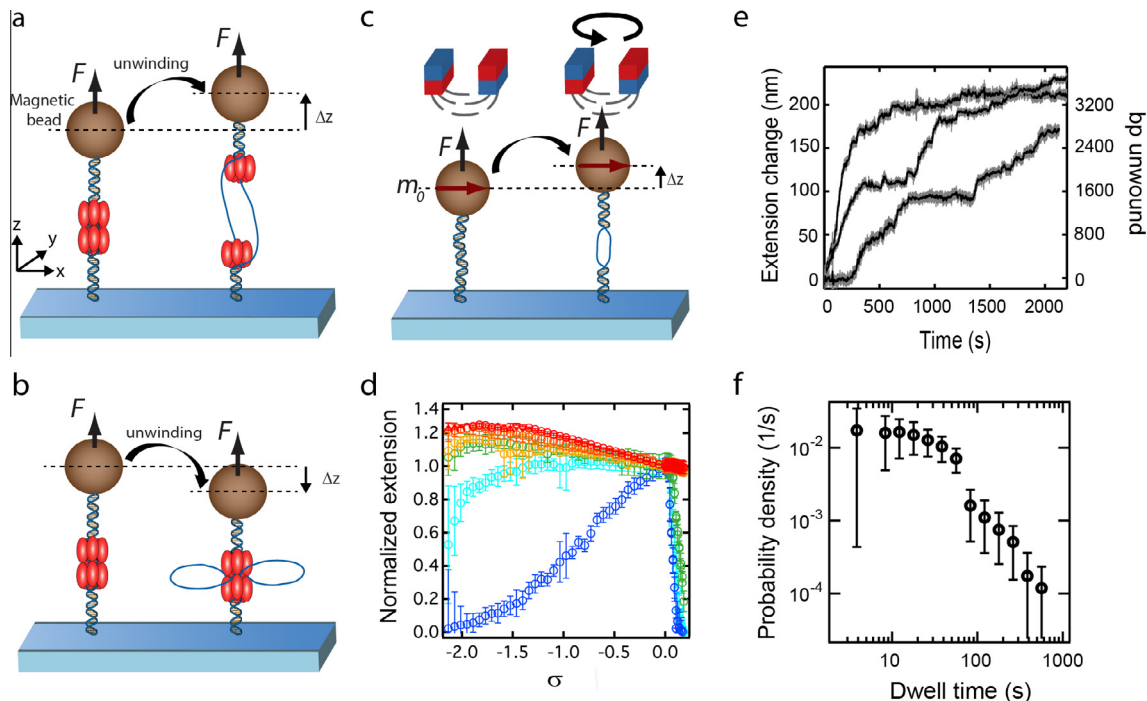 a
F
unwinding
F
Magnetic
bead
Δz
z
y
x
b
F
unwinding
F
Δz
c
F
F
m0
Δz
d
Normalized extension
1.4
1.2
1.0
0.8
0.6
0.4
0.2
0.0
-2.0 -1.5 -1.0 -0.5 0.0
σ
e
Extension change (nm)
200
150
100
50
0
3200
2400
1600
800
0
bp unwound
0 500 1000 1500 2000
Time (s)
f
Probability density (1/s)
10-2
10-3
10-4
10 100 1000
Dwell time (s)